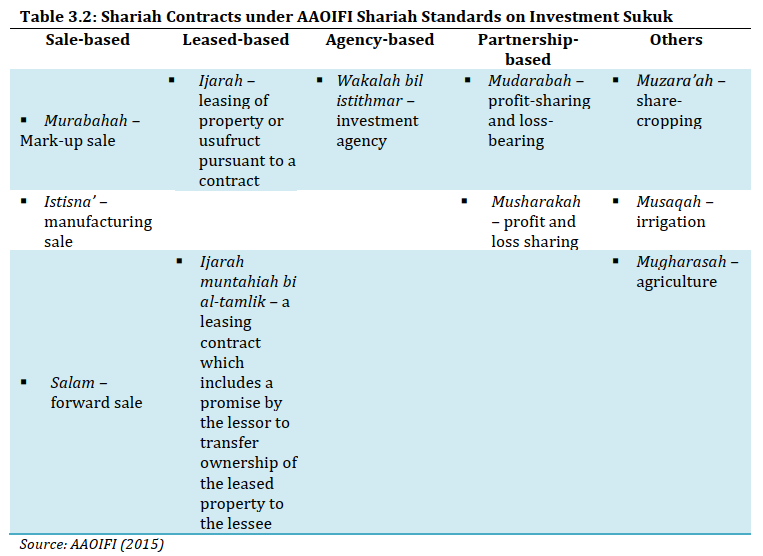 Table 3.2: Shariah Contracts under AAOIFI Shariah Standards on Investment Sukuk
Sale-based
Leased-based
Agency-based
Partnership-
based
Others
▪ Murabahah –
Mark-up sale
▪ Ijarah –
leasing of
property or
usufruct
pursuant to a
contract
▪ Wakalah bil
istithmar –
investment
agency
▪ Mudarabah –
profit-sharing
and loss-
bearing
▪ Muzara’ah –
share-
cropping
▪ Istisna’ –
manufacturing
sale
▪ Musharakah
– profit and
loss sharing
▪ Musaqah –
irrigation
▪ Salam –
forward sale
▪ Ijarah
muntahiah bi
al-tamlik – a
leasing
contract
which
includes a
promise by
the lessor to
transfer
ownership of
the leased
property to
the lessee
▪ Mugharasah –
agriculture
Source: AAOIFI (2015)